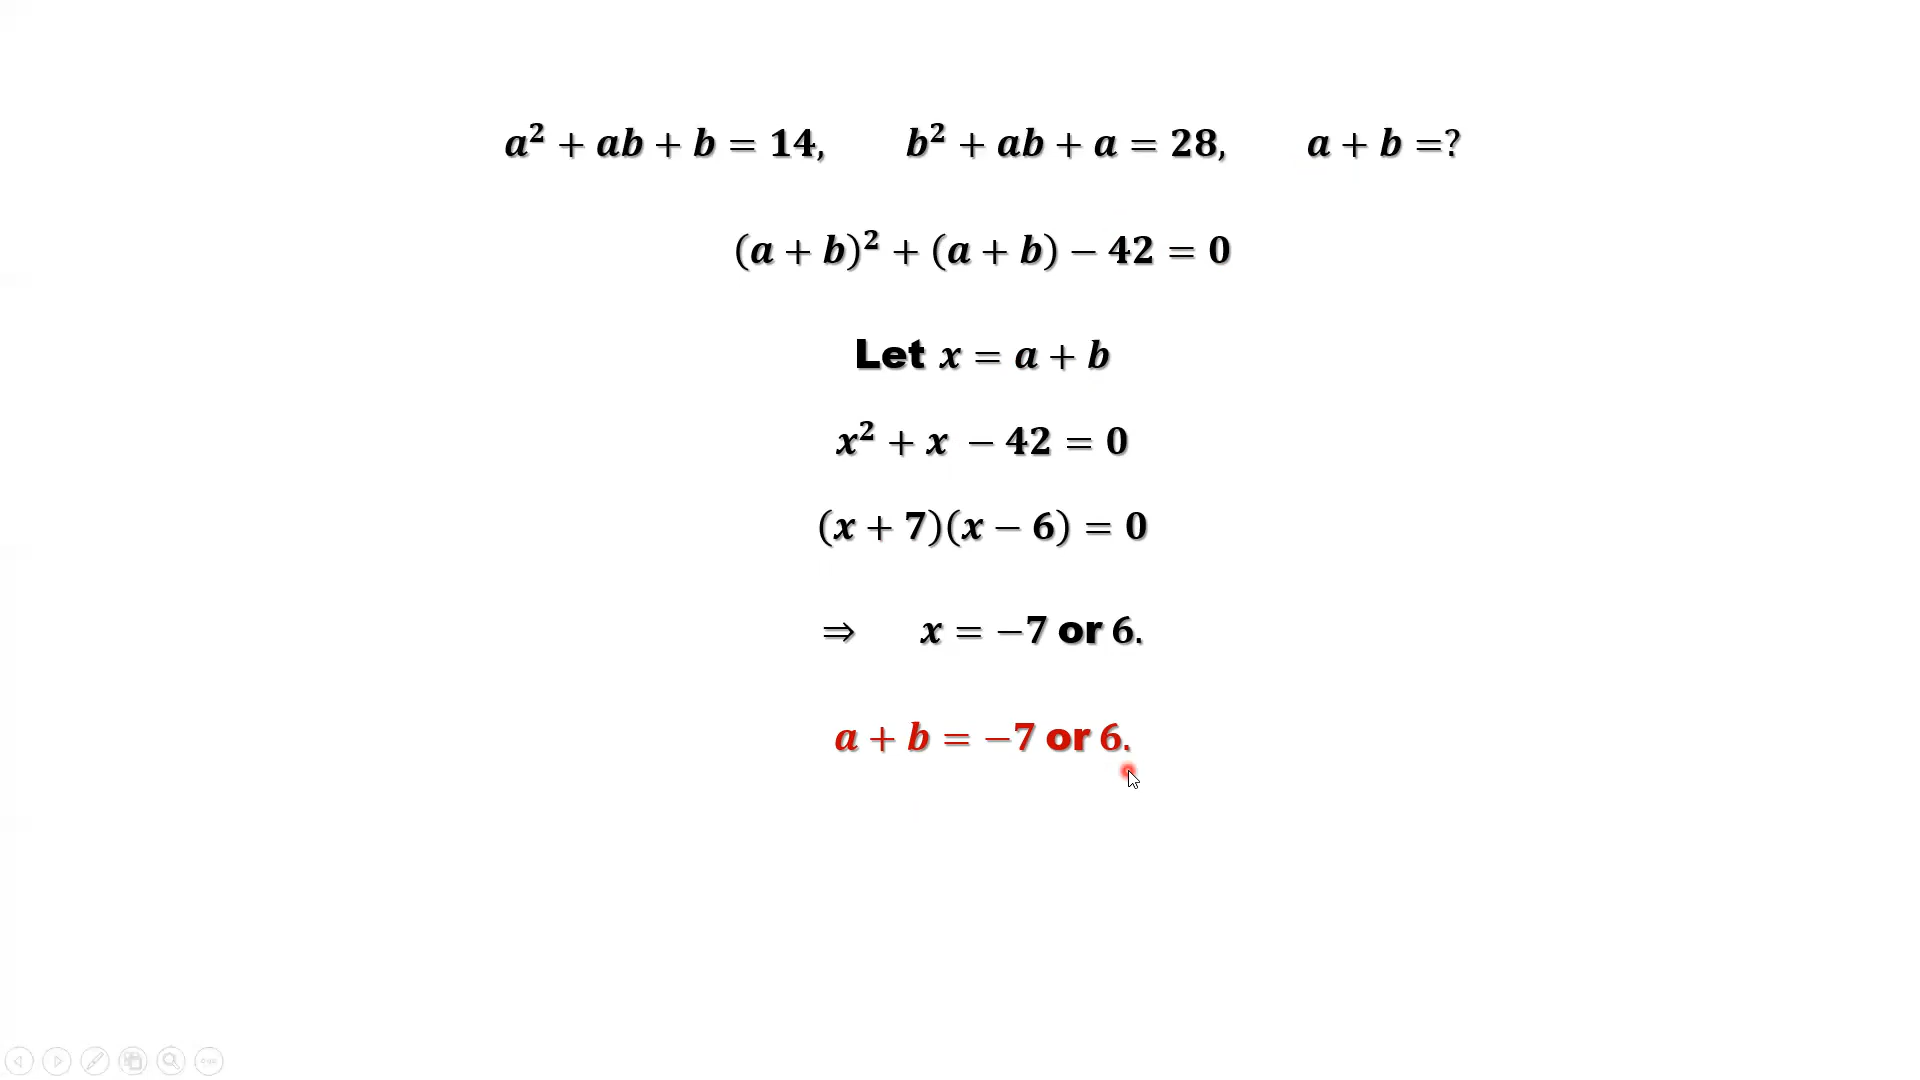 a² + ab + b = 14, b² + ab + a = 28, a + b =?
(a + b)² + (a + b) − 42 = 0
Let x = a + b
x² + x − 42 = 0
(x + 7)(x − 6) = 0
⇒ x = −7 or 6.
a + b = −7 or 6.